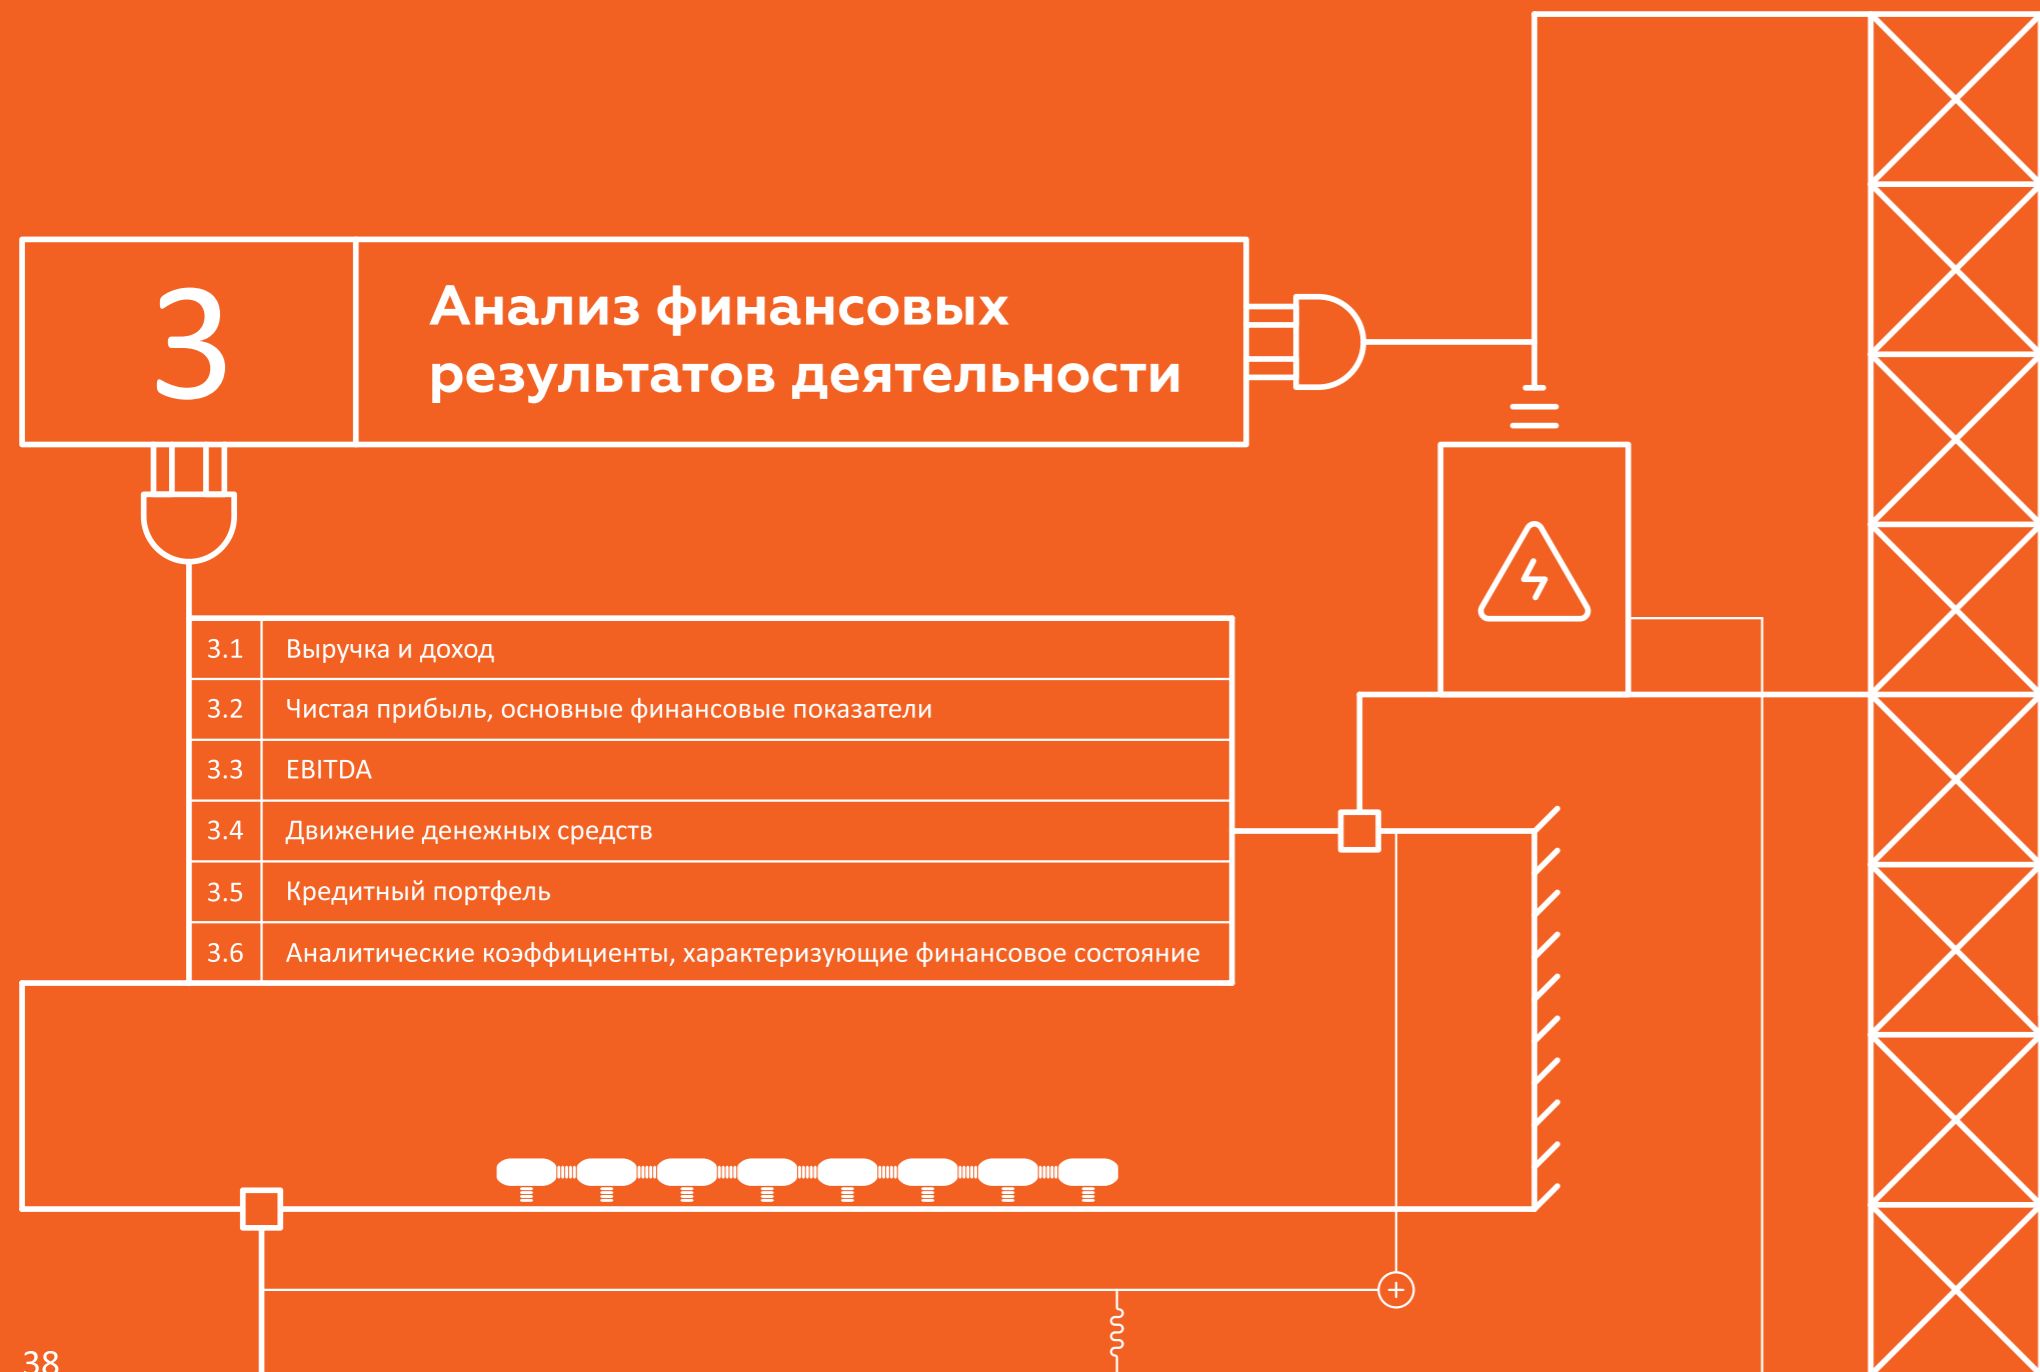 3
Анализ финансовых
результатов деятельности
3.1 Выручка и доход
3.2 Чистая прибыль, основные финансовые показатели
3.3 EBITDA
3.4 Движение денежных средств
3.5 Кредитный портфель
3.6 Аналитические коэффициенты, характеризующие финансовое состояние
38